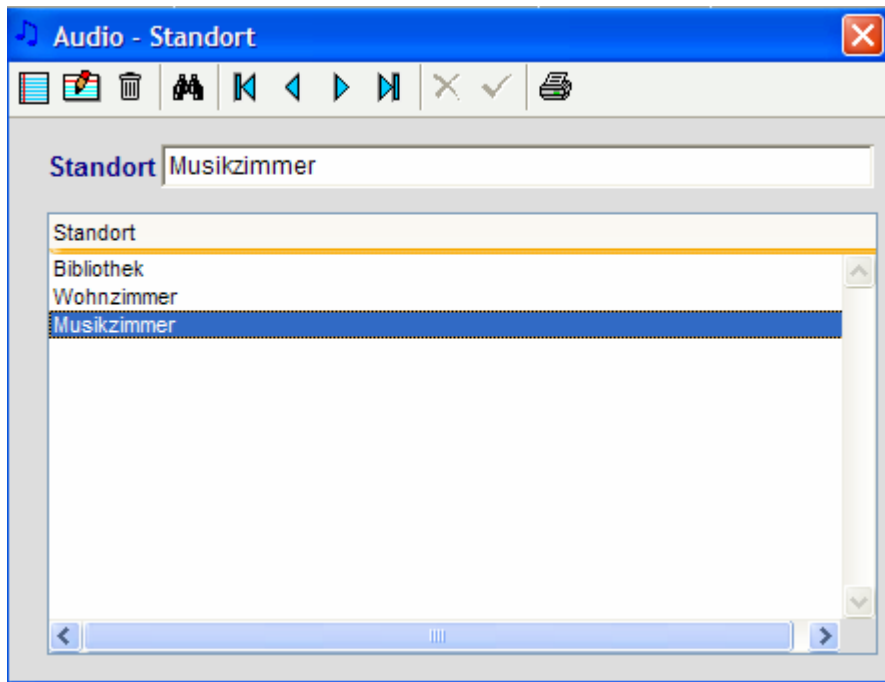 Audio - Standort
Standort Musikzimmer
Standort
Bibliothek
Wohnzimmer
Musikzimmer